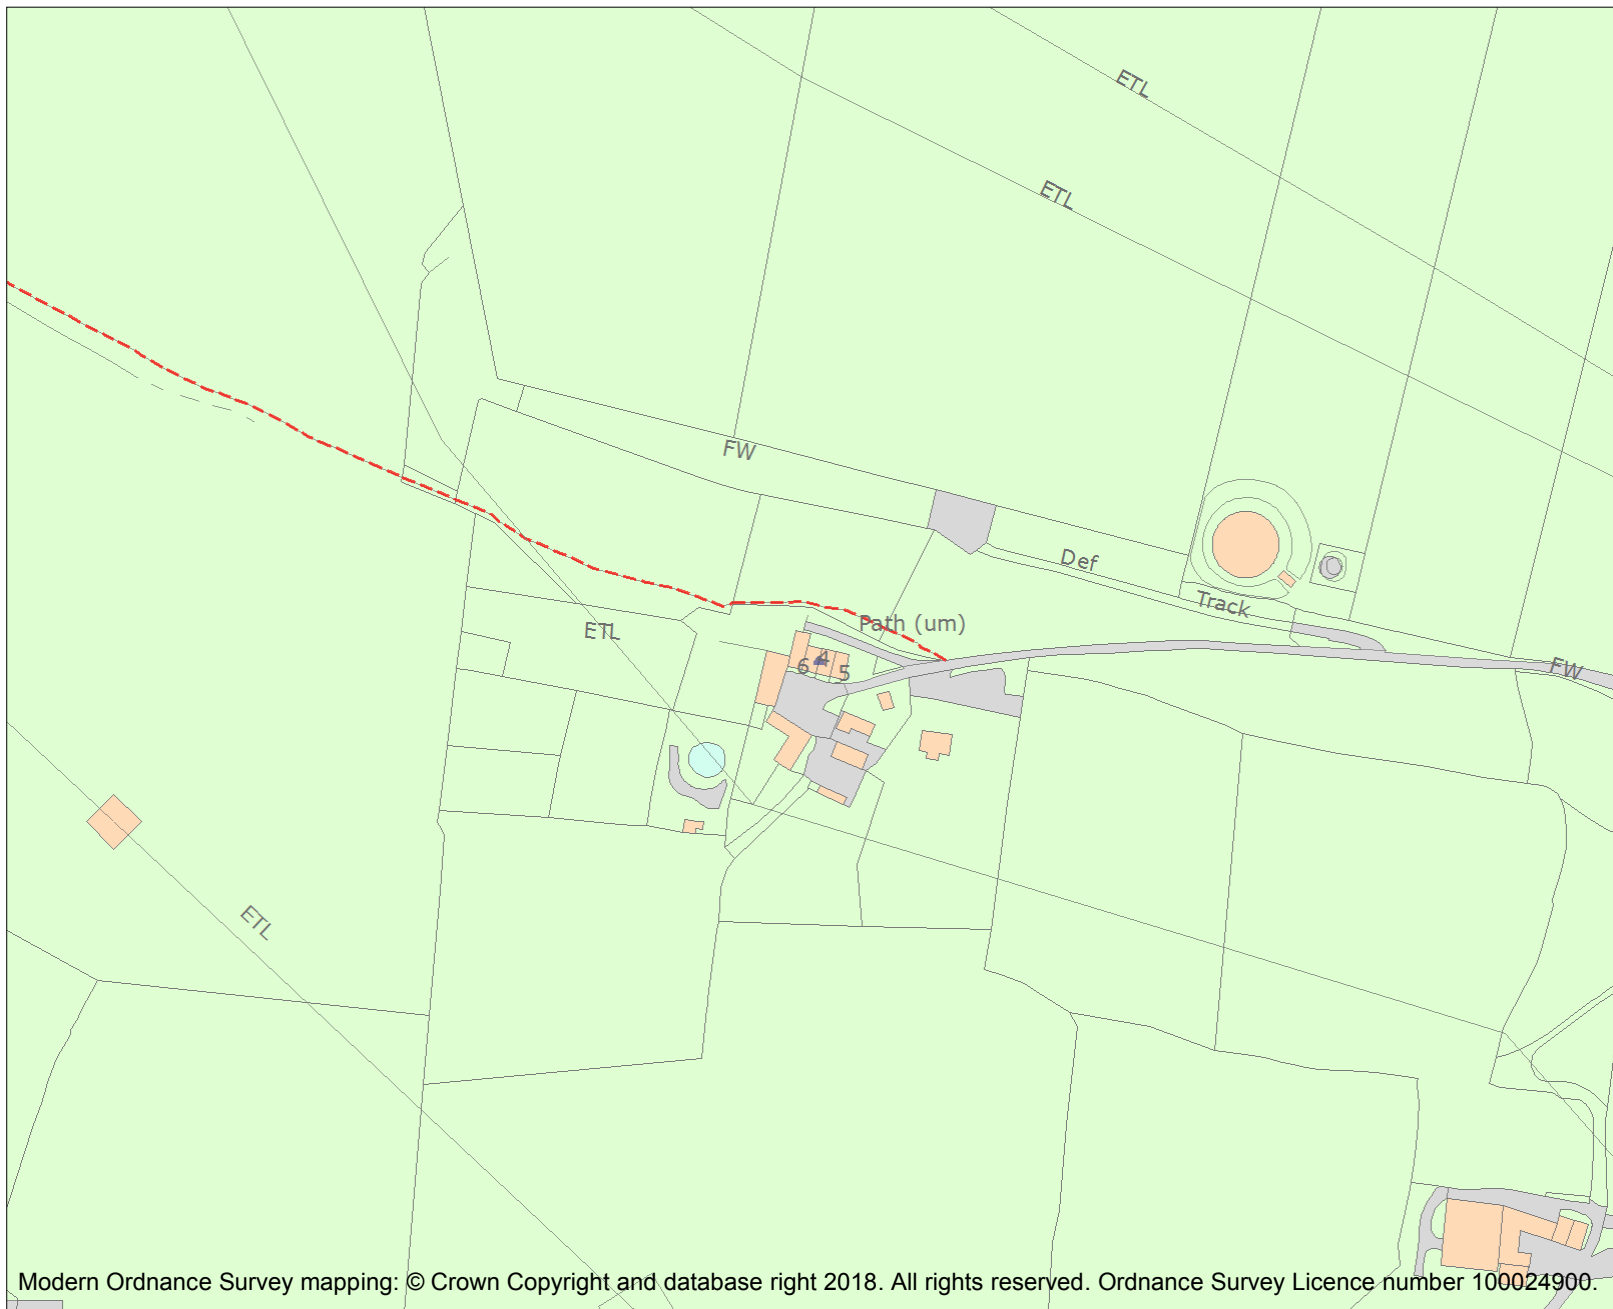 ETL
ETL
FW
Def
Track
Path (um)
ETL
4
6
5
FW
ETL
Modern Ordnance Survey mapping: © Crown Copyright and database right 2018. All rights reserved. Ordnance Survey Licence number 100024900.